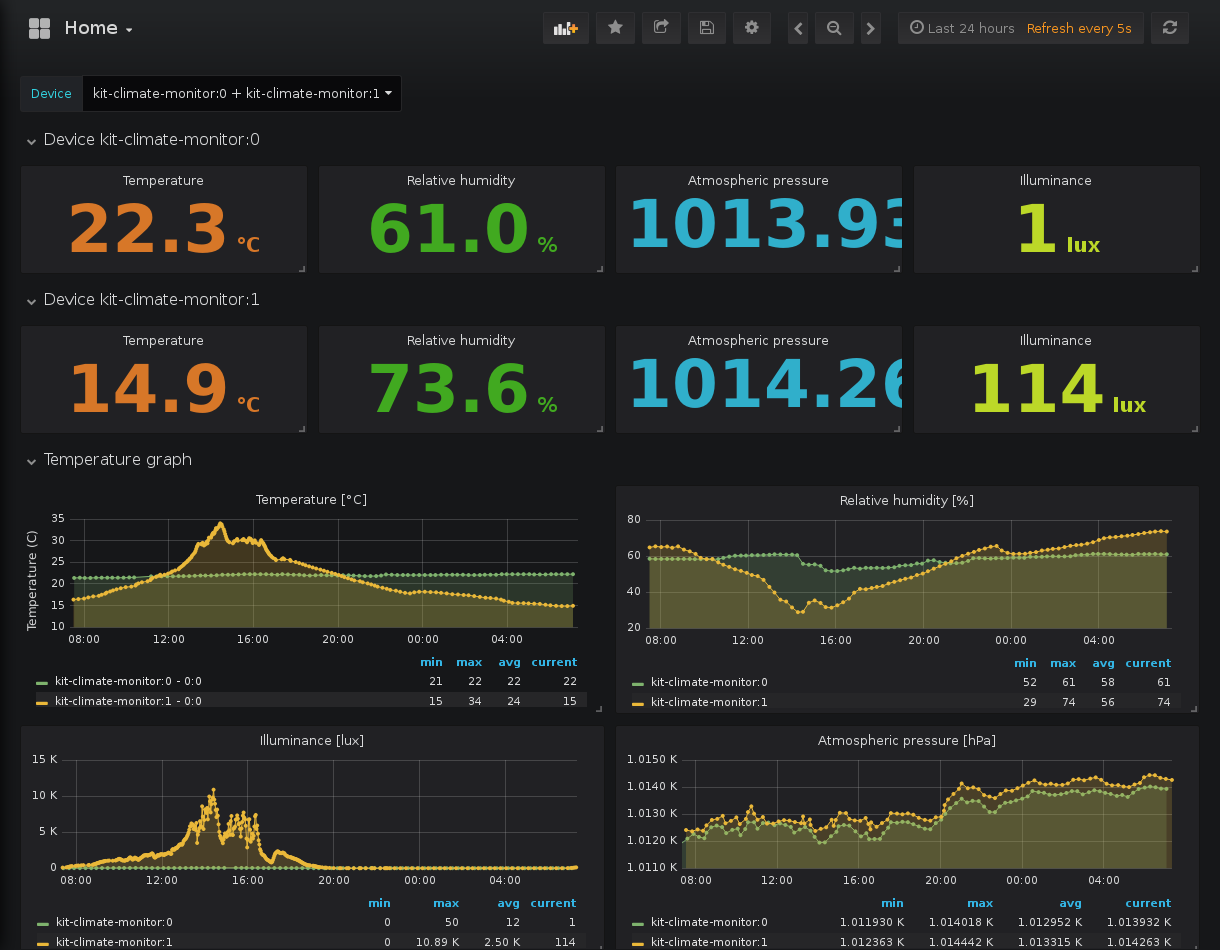 Home
Last 24 hours Refresh every 5s
Device kit-climate-monitor:0 + kit-climate-monitor:1
Device kit-climate-monitor:0
Temperature Relative humidity Atmospheric pressure Illuminance
22.3 °C 61.0 % 1013.93 1 lux
Device kit-climate-monitor:1
Temperature Relative humidity Atmospheric pressure Illuminance
14.9 °C 73.6 % 1014.26 114 lux
Temperature graph
Temperature [°C]
Temperature (C)
35
30
25
20
15
10
08:00 12:00 16:00 20:00 00:00 04:00
min max avg current
kit-climate-monitor:0 - 0:0 21 22 22 22
kit-climate-monitor:1 - 0:0 15 34 24 15
Relative humidity [%]
80
60
40
20
08:00 12:00 16:00 20:00 00:00 04:00
min max avg current
kit-climate-monitor:0 52 61 58 61
kit-climate-monitor:1 29 74 56 74
Illuminance [lux]
15 K
10 K
5 K
0
08:00 12:00 16:00 20:00 00:00 04:00
min max avg current
kit-climate-monitor:0 0 50 12 1
kit-climate-monitor:1 0 10.89 K 2.50 K 114
Atmospheric pressure [hPa]
1.0150 K
1.0140 K
1.0130 K
1.0120 K
1.0110 K
08:00 12:00 16:00 20:00 00:00 04:00
min max avg current
kit-climate-monitor:0 1.011930 K 1.014018 K 1.012952 K 1.013932 K
kit-climate-monitor:1 1.012363 K 1.014442 K 1.013315 K 1.014263 K